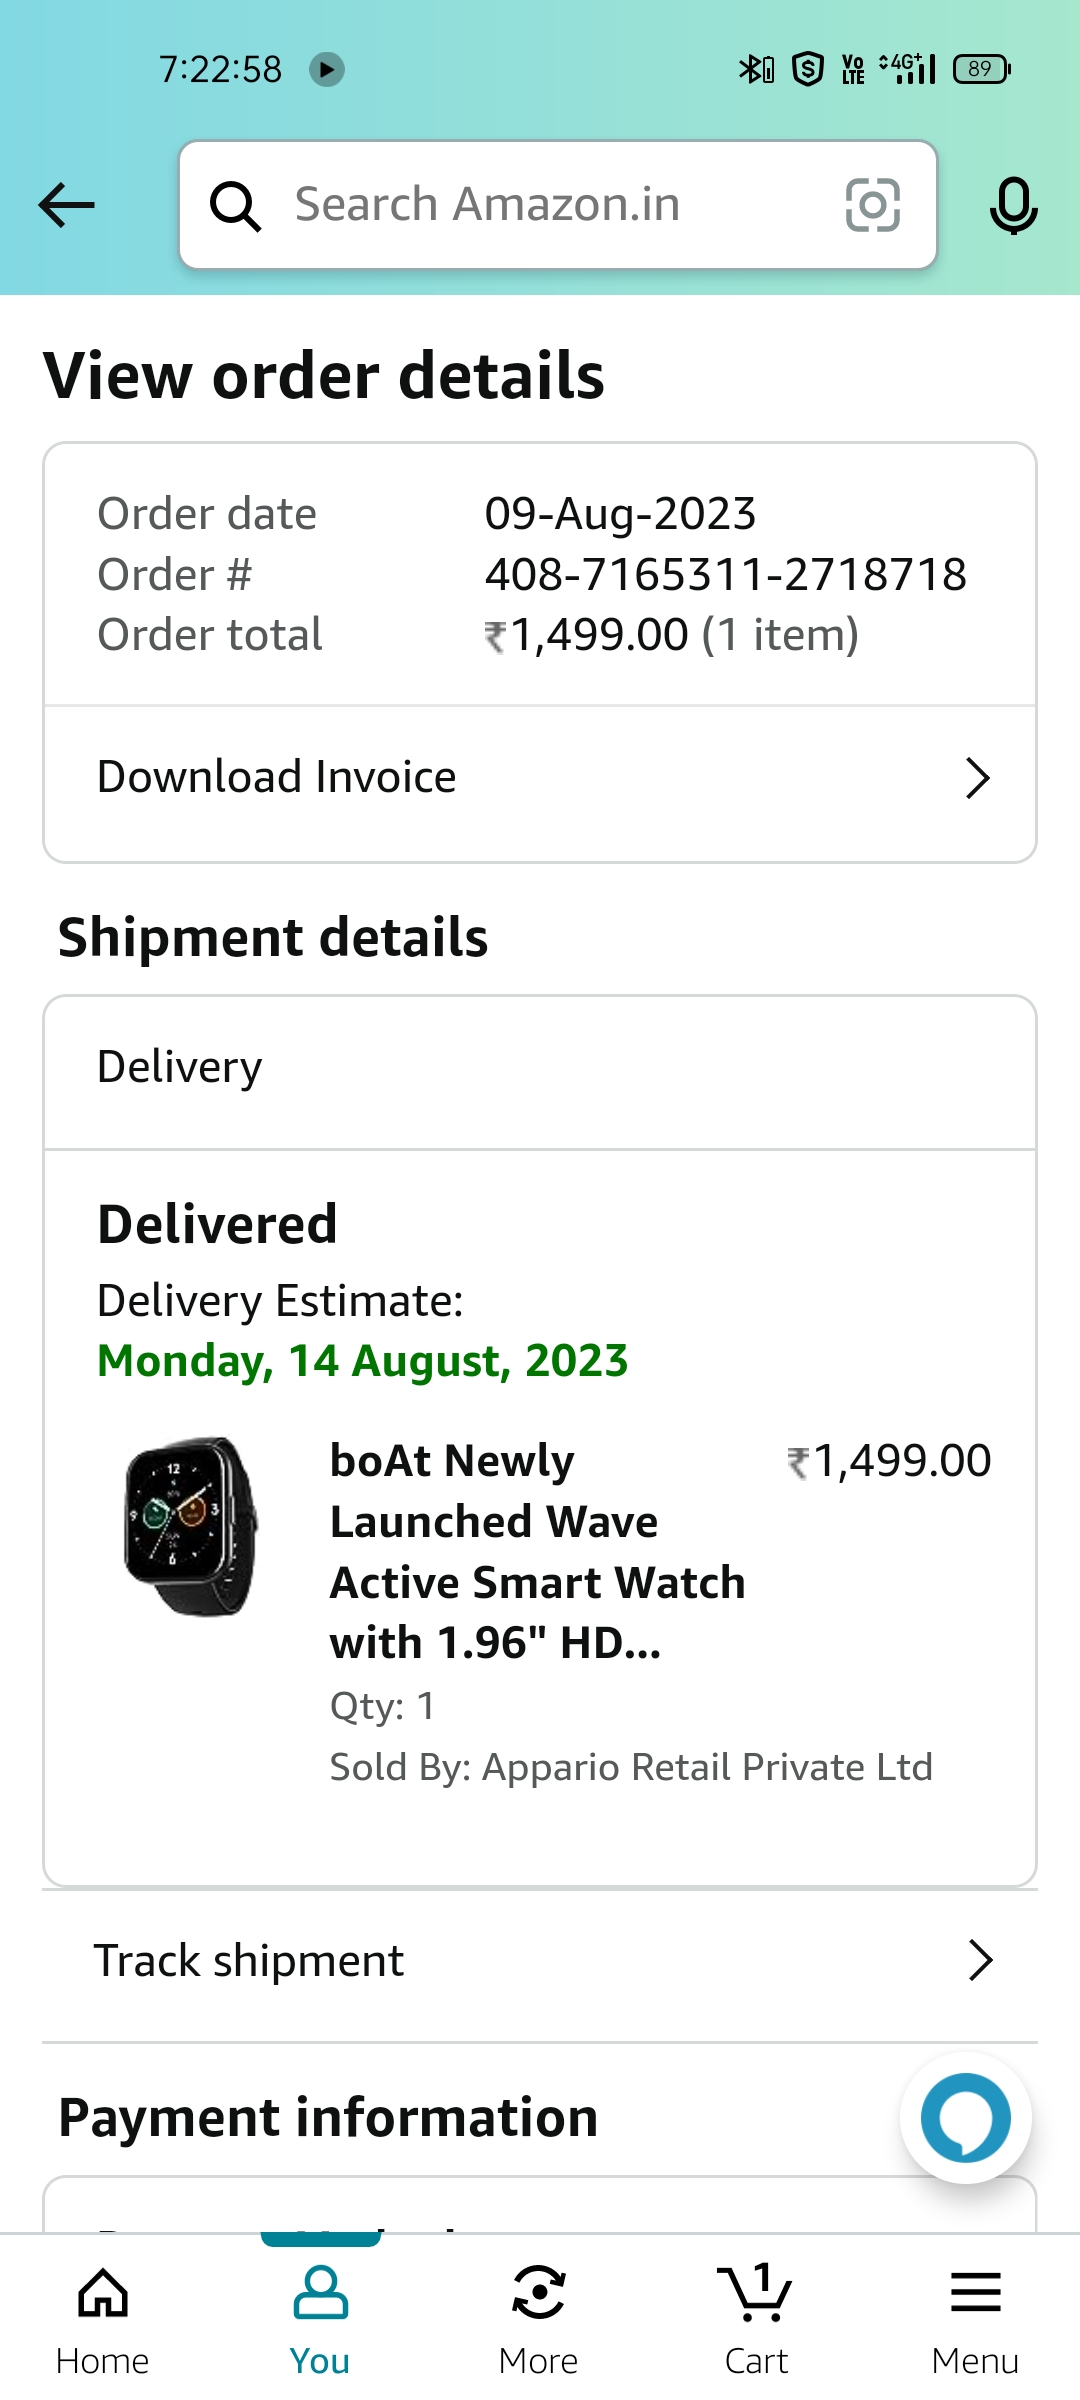 7:22:58
Vo LTE 4G+ 89
Search Amazon.in
View order details
Order date 09-Aug-2023
Order # 408-7165311-2718718
Order total ₹1,499.00 (1 item)
Download Invoice
Shipment details
Delivery
Delivered
Delivery Estimate:
Monday, 14 August, 2023
boAt Newly ₹1,499.00
Launched Wave
Active Smart Watch
with 1.96" HD...
Qty: 1
Sold By: Appario Retail Private Ltd
Track shipment
Payment information
1
Home You More Cart Menu